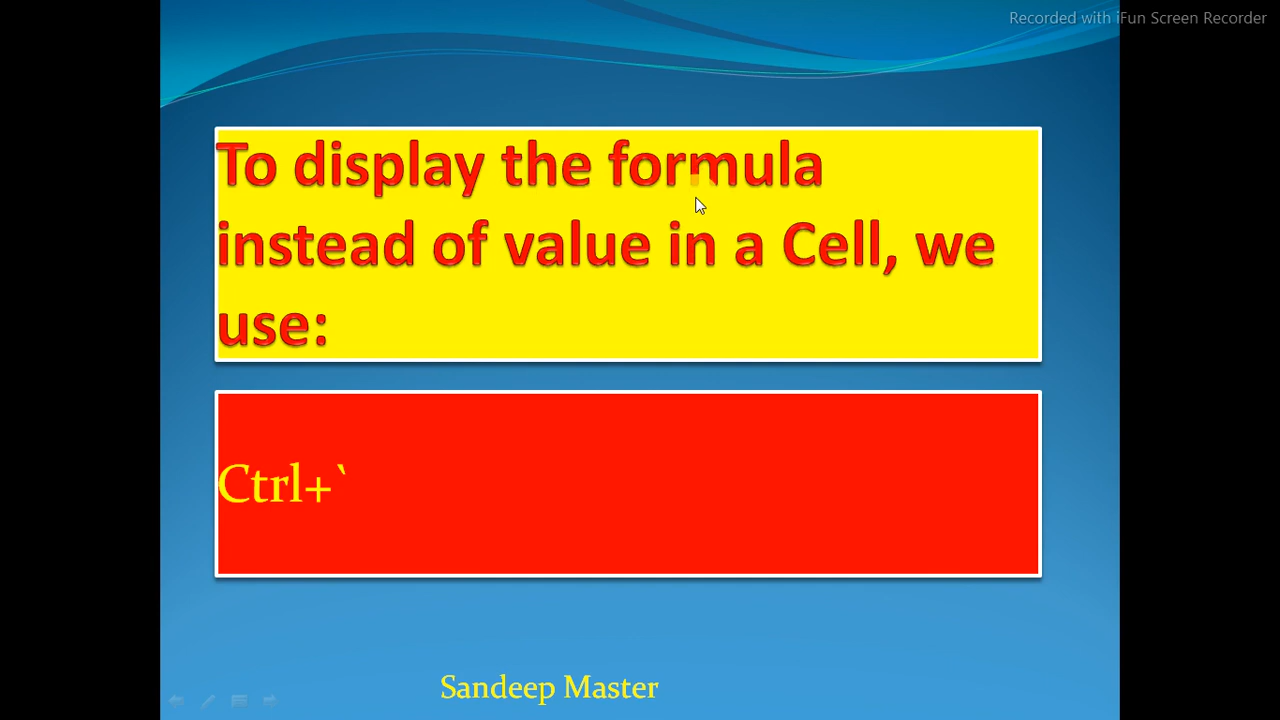 Recorded with iFun Screen Recorder
To display the formula
instead of value in a Cell, we
use:
Ctrl+`
Sandeep Master